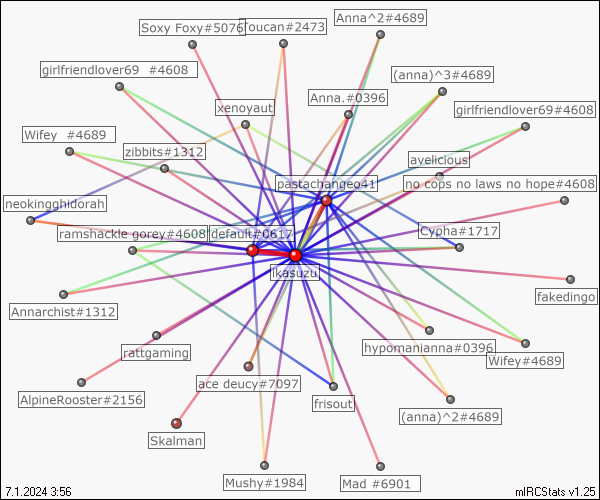 Anna^2#4689
Soxy Foxy#5076
Toucan#2473
girlfriendlover69 #4608
(anna)^3#4689
Anna.#0396
xenoyaut
girlfriendlover69#4608
Wifey #4689
zibbits#1312
avelicious
pastachangeo41
no cops no laws no hope#4608
neokingghidorah
ramshackle gorey#4608
default#0617
Cypha#1717
ikasuzu
fakedingo
Annarchist#1312
rattgaming
hypomanianna#0396
Wifey#4689
ace deucy#7097
AlpineRooster#2156
frisout
(anna)^2#4689
Skalman
Mushy#1984
Mad #6901
7.1.2024 3:56
mIRCStats v1.25